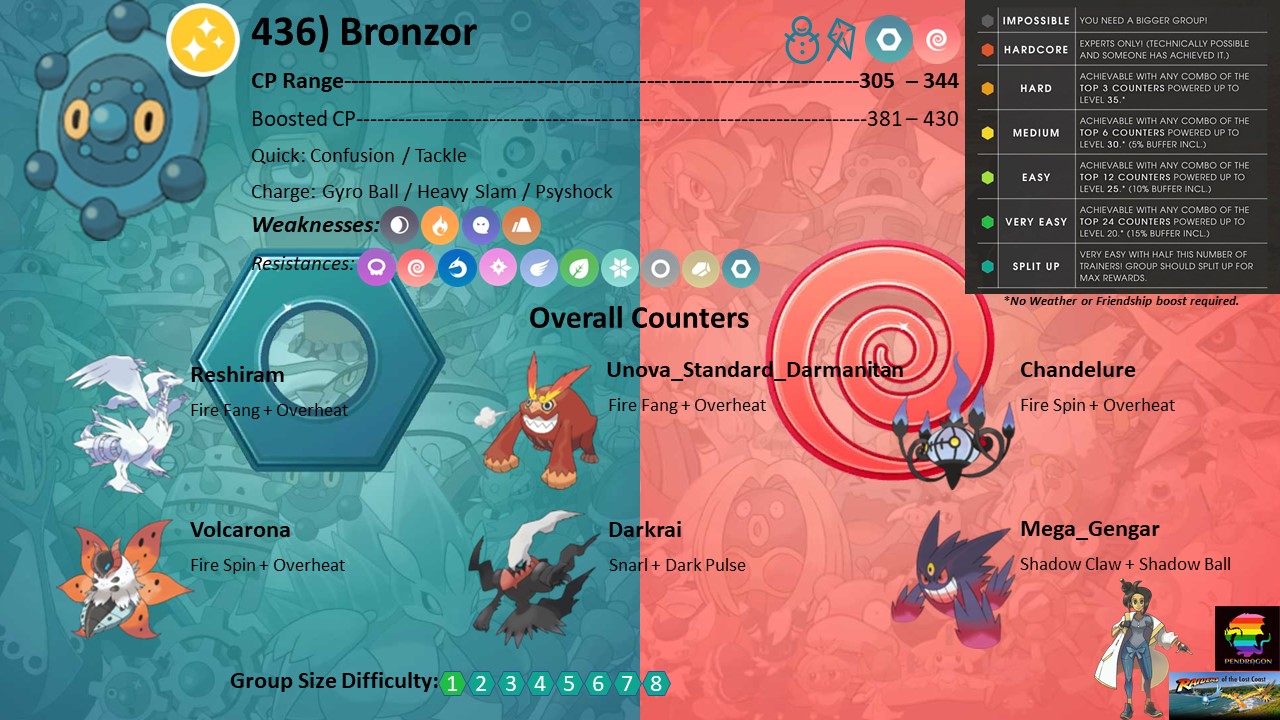 436) Bronzor
CP Range---305 – 344
Boosted CP---381 – 430
Quick: Confusion / Tackle
Charge: Gyro Ball / Heavy Slam / Psyshock
Weaknesses:
Resistances:
IMPOSSIBLE YOU NEED A BIGGER GROUP!
HARDCORE EXPERTS ONLY! (TECHNICALLY POSSIBLE
AND SOMEONE HAS ACHIEVED IT.)
HARD ACHIEVABLE WITH ANY COMBO OF THE
TOP 3 COUNTERS POWERED UP TO
LEVEL 35.*
MEDIUM ACHIEVABLE WITH ANY COMBO OF THE
TOP 6 COUNTERS POWERED UP TO
LEVEL 30.* (5% BUFFER INCL.)
EASY ACHIEVABLE WITH ANY COMBO OF THE
TOP 12 COUNTERS POWERED UP TO
LEVEL 25.* (10% BUFFER INCL.)
VERY EASY ACHIEVABLE WITH ANY COMBO OF THE
TOP 24 COUNTERS POWERED UP TO
LEVEL 20.* (15% BUFFER INCL.)
SPLIT UP VERY EASY WITH HALF THIS NUMBER OF
TRAINERS! GROUP SHOULD SPLIT UP FOR
MAX REWARDS.
*No Weather or Friendship boost required.
Overall Counters
Reshiram
Fire Fang + Overheat
Unova_Standard_Darmanitan
Fire Fang + Overheat
Chandelure
Fire Spin + Overheat
Volcarona
Fire Spin + Overheat
Darkrai
Snarl + Dark Pulse
Mega_Gengar
Shadow Claw + Shadow Ball
Group Size Difficulty: 1 2 3 4 5 6 7 8
PENDRAGON
RAIDERS of the Lost Coast